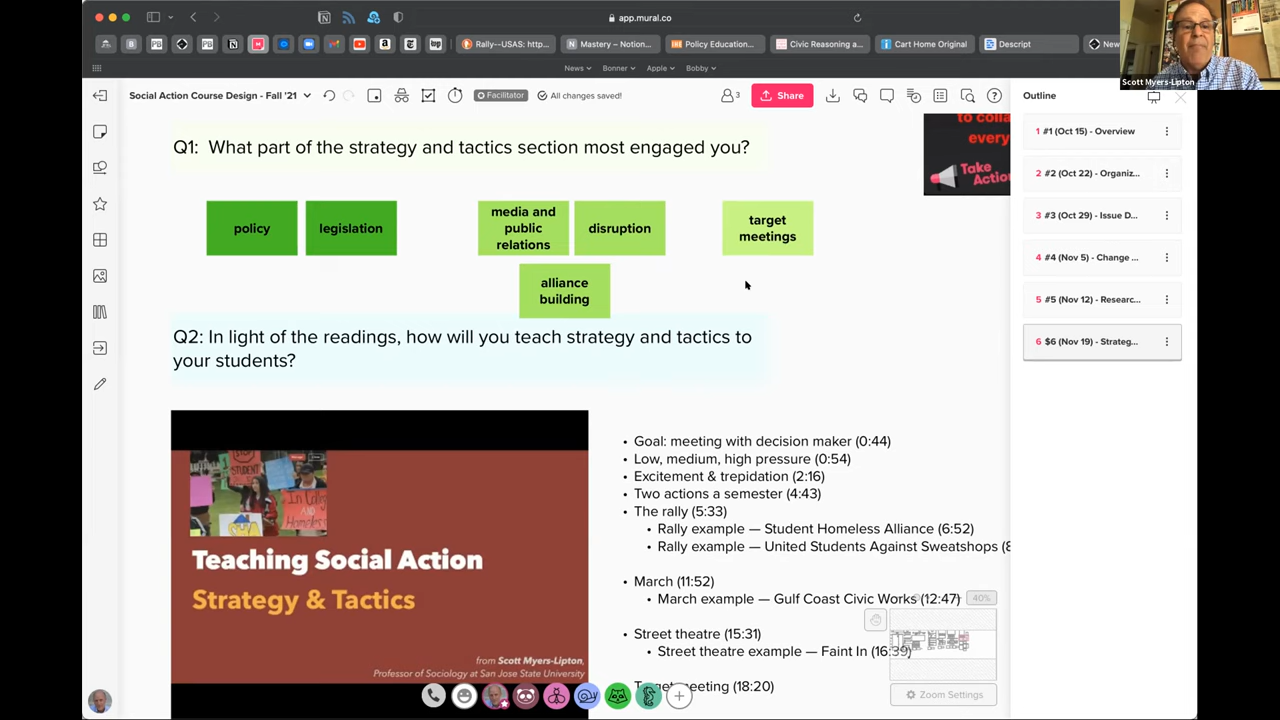 app.mural.co
Rally--USAS: http...
Mastery – Notion...
Policy Education...
Civic Reasoning a...
Cart Home Original
Descript
New
News
Bonner
Apple
Bobby
Scott Myers-Lipton
Social Action Course Design - Fall '21
Facilitator
All changes saved!
3
Share
Outline
Q1: What part of the strategy and tactics section most engaged you?
to colla
every
Take
Action
policy
legislation
media and
public
relations
disruption
target
meetings
alliance
building
1 #1 (Oct 15) - Overview
2 #2 (Oct 22) - Organiz...
3 #3 (Oct 29) - Issue D...
4 #4 (Nov 5) - Change ...
5 #5 (Nov 12) - Researc...
6 $6 (Nov 19) - Strateg...
Q2: In light of the readings, how will you teach strategy and tactics to
your students?
Teaching Social Action
Strategy & Tactics
from Scott Myers-Lipton,
Professor of Sociology at San Jose State University
• Goal: meeting with decision maker (0:44)
• Low, medium, high pressure (0:54)
• Excitement & trepidation (2:16)
• Two actions a semester (4:43)
• The rally (5:33)
• Rally example — Student Homeless Alliance (6:52)
• Rally example — United Students Against Sweatshops (8
• March (11:52)
• March example — Gulf Coast Civic Works (12:47)
• Street theatre (15:31)
• Street theatre example — Faint In (16:39)
Target meeting (18:20)
40%
Zoom Settings